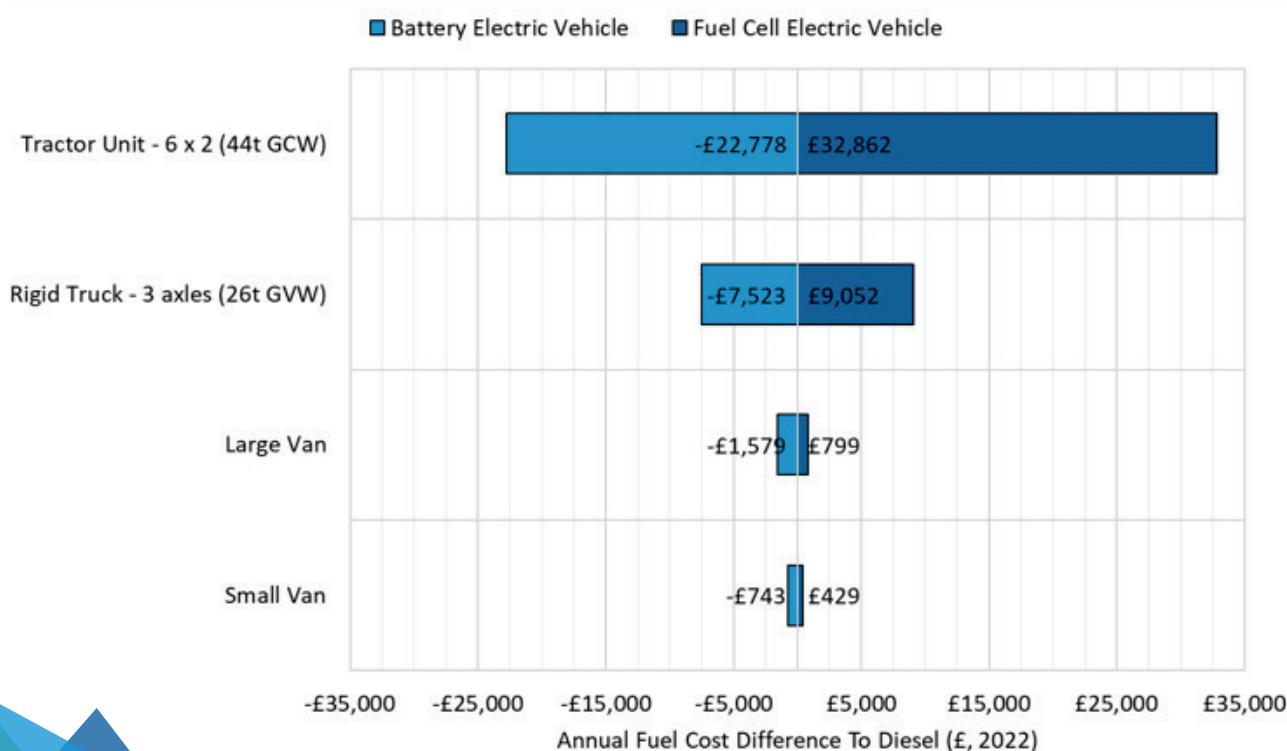 Battery Electric Vehicle Fuel Cell Electric Vehicle
Tractor Unit - 6 x 2 (44t GCW) -£22,778 £32,862
Rigid Truck - 3 axles (26t GVW) -£7,523 £9,052
Large Van -£1,579 £799
Small Van -£743 £429
-£35,000 -£25,000 -£15,000 -£5,000 £5,000 £15,000 £25,000 £35,000
Annual Fuel Cost Difference To Diesel (£, 2022)